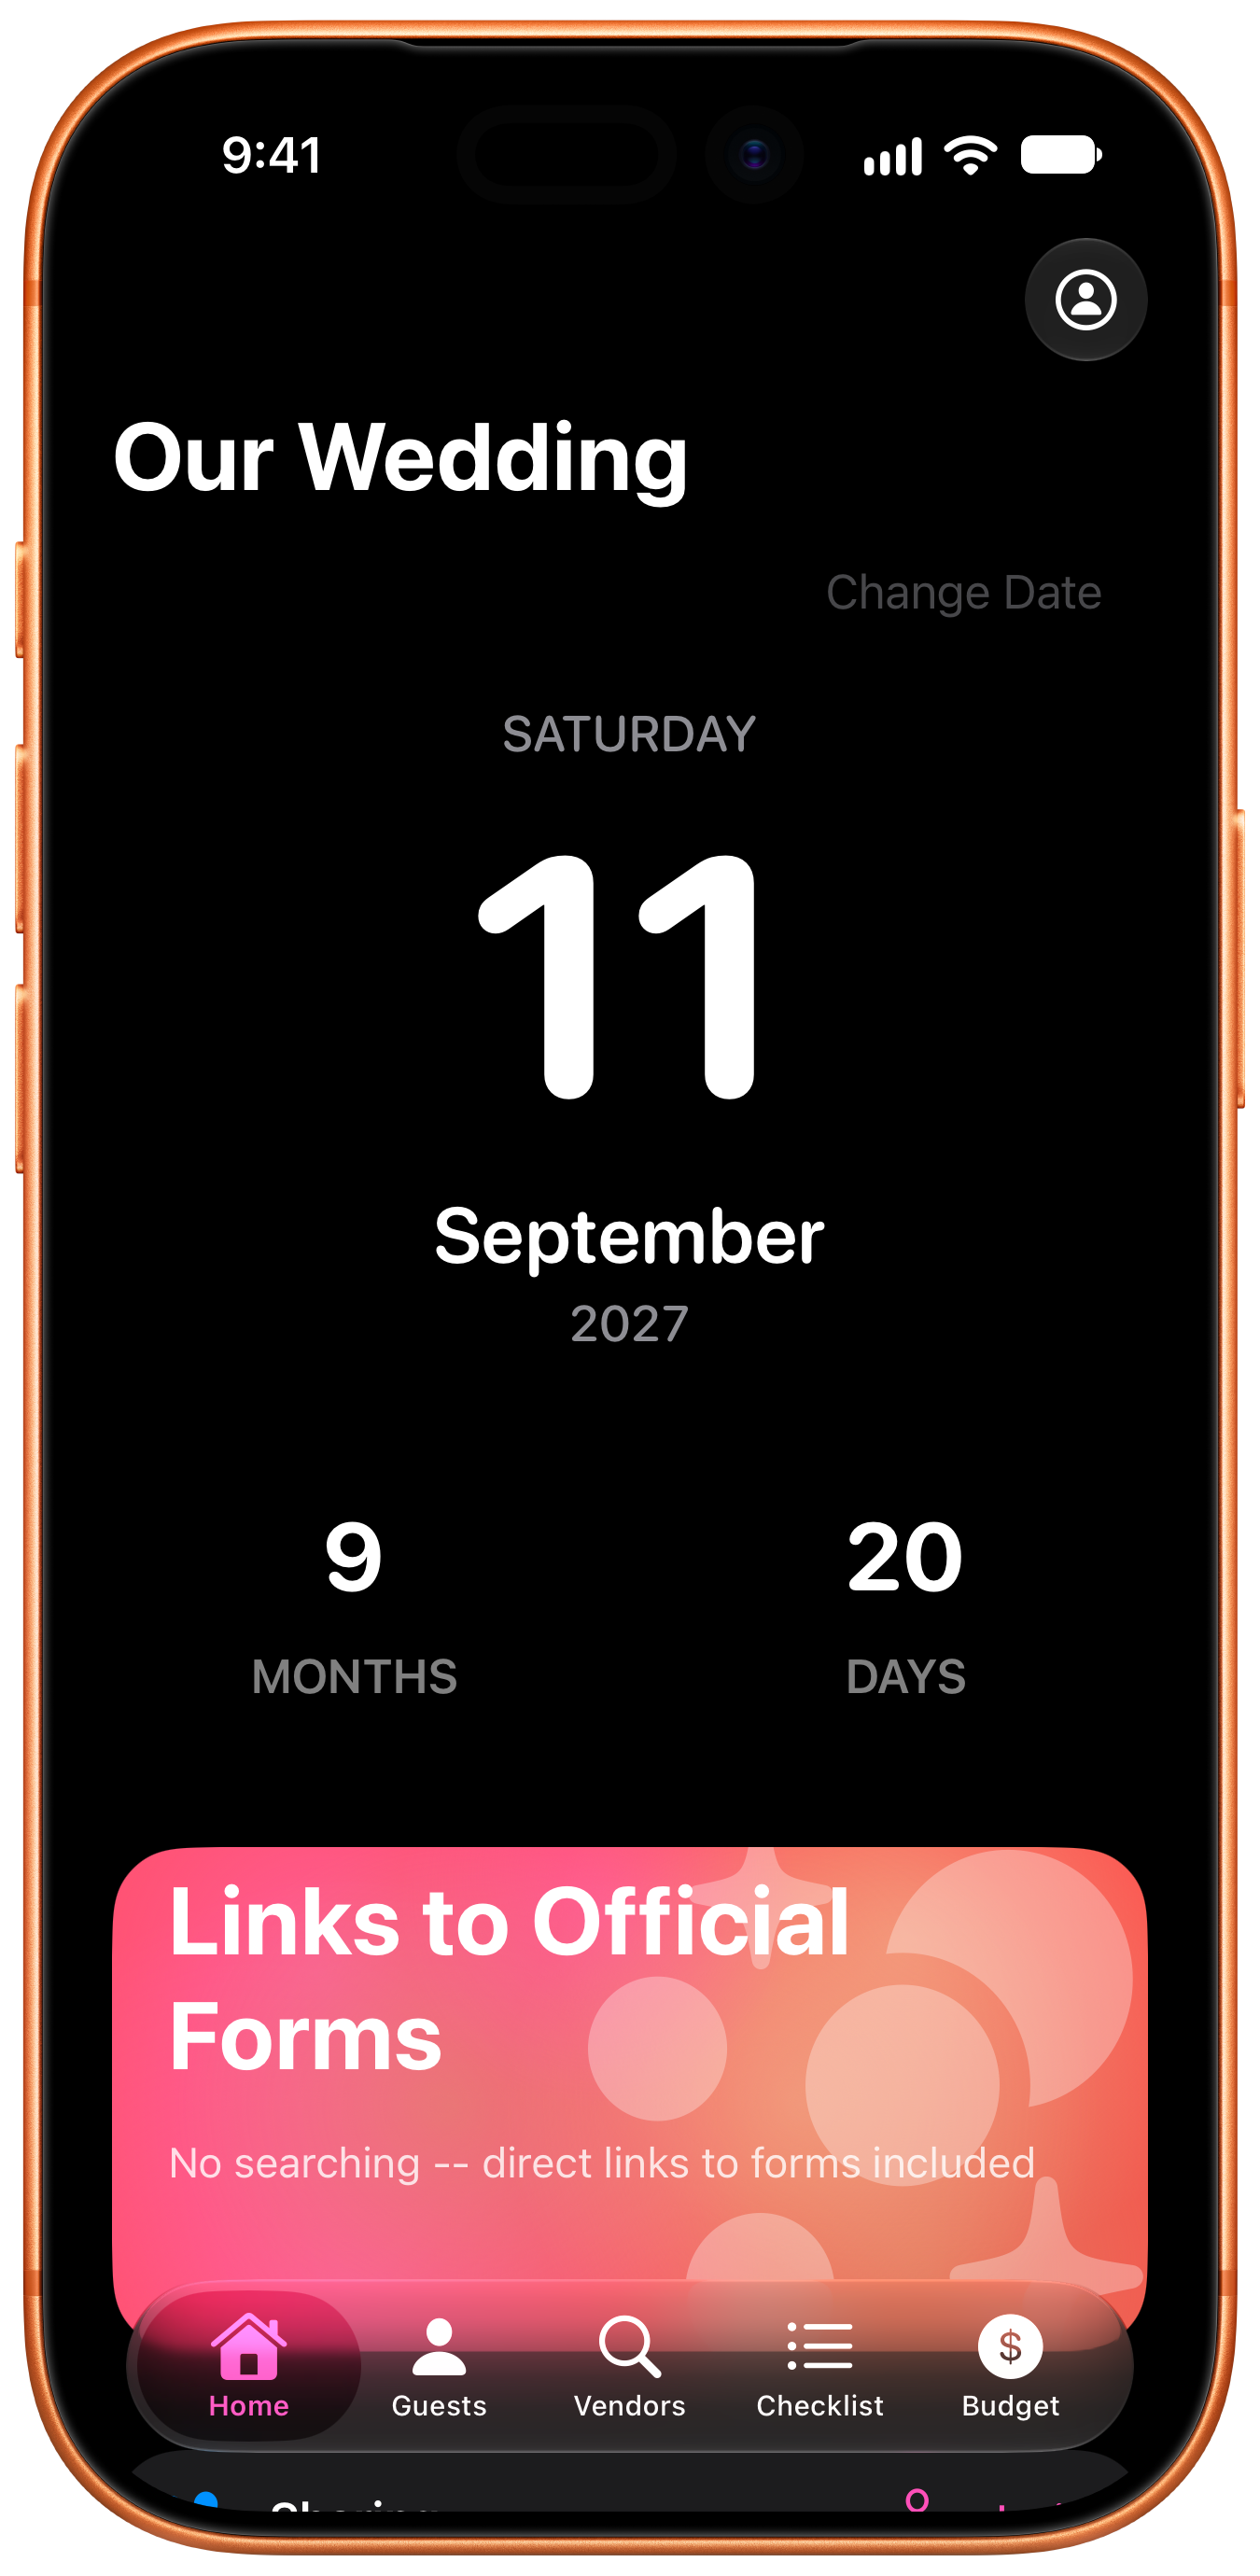 9:41
Our Wedding
Change Date
SATURDAY
11
September
2027
9 20
MONTHS DAYS
Links to Official
Forms
No searching -- direct links to forms included
$
Home Guests Vendors Checklist Budget